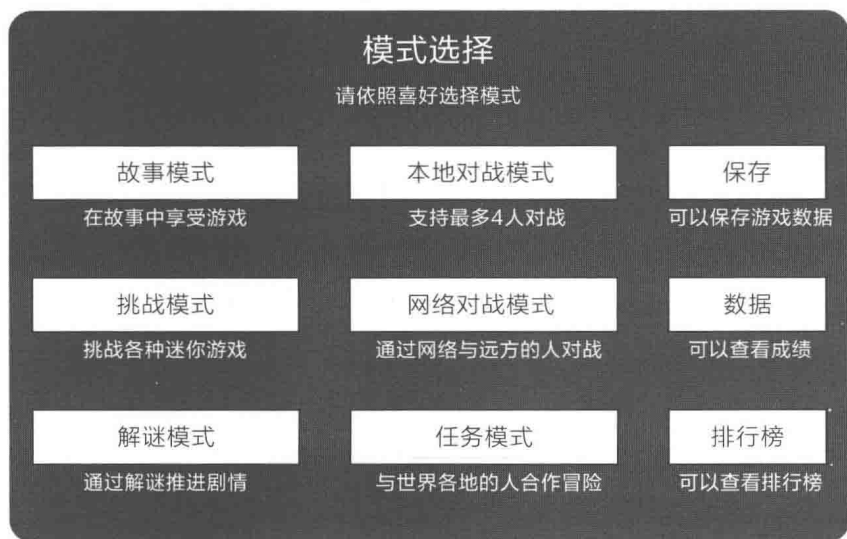 模式选择
请依照喜好选择模式
故事模式 本地对战模式 保存
在故事中享受游戏 支持最多4人对战 可以保存游戏数据
挑战模式 网络对战模式 数据
挑战各种迷你游戏 通过网络与远方的人对战 可以查看成绩
解谜模式 任务模式 排行榜
通过解谜推进剧情 与世界各地的人合作冒险 可以查看排行榜